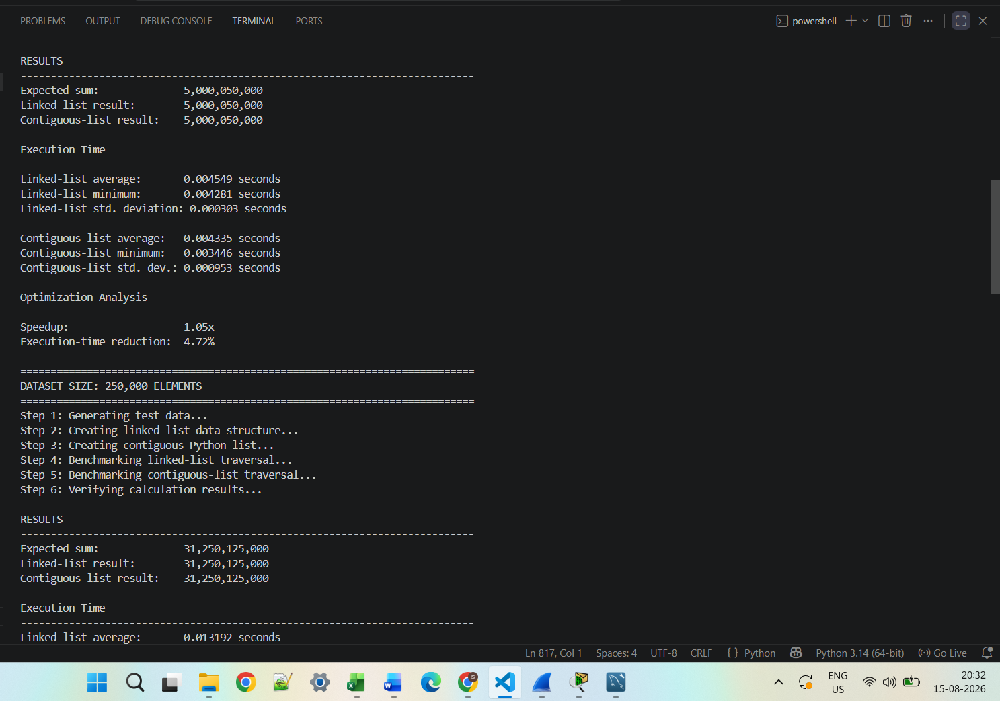 PROBLEMS OUTPUT DEBUG CONSOLE TERMINAL PORTS powershell
RESULTS
---------------------------------------------------------------------------
Expected sum: 5,000,050,000
Linked-list result: 5,000,050,000
Contiguous-list result: 5,000,050,000
Execution Time
---------------------------------------------------------------------------
Linked-list average: 0.004549 seconds
Linked-list minimum: 0.004281 seconds
Linked-list std. deviation: 0.000303 seconds
Contiguous-list average: 0.004335 seconds
Contiguous-list minimum: 0.003446 seconds
Contiguous-list std. dev.: 0.000953 seconds
Optimization Analysis
---------------------------------------------------------------------------
Speedup: 1.05x
Execution-time reduction: 4.72%
===========================================================================
DATASET SIZE: 250,000 ELEMENTS
===========================================================================
Step 1: Generating test data...
Step 2: Creating linked-list data structure...
Step 3: Creating contiguous Python list...
Step 4: Benchmarking linked-list traversal...
Step 5: Benchmarking contiguous-list traversal...
Step 6: Verifying calculation results...
RESULTS
---------------------------------------------------------------------------
Expected sum: 31,250,125,000
Linked-list result: 31,250,125,000
Contiguous-list result: 31,250,125,000
Execution Time
---------------------------------------------------------------------------
Linked-list average: 0.013192 seconds
Ln 817, Col 1 Spaces: 4 UTF-8 CRLF {} Python Python 3.14 (64-bit) Go Live
ENG 20:32
US 15-08-2026